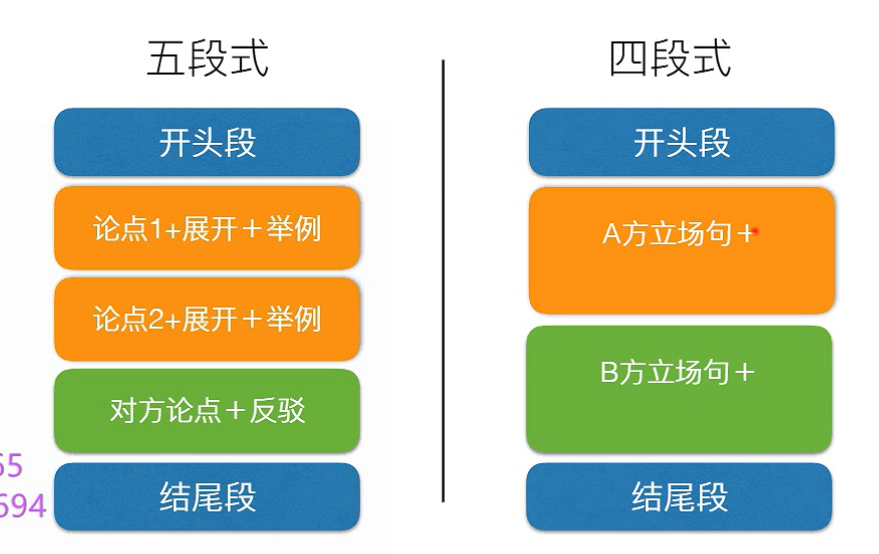 五段式
开头段
论点1+展开＋举例
论点2+展开＋举例
对方论点＋反驳
结尾段
四段式
开头段
A方立场句＋
B方立场句＋
结尾段
65
694